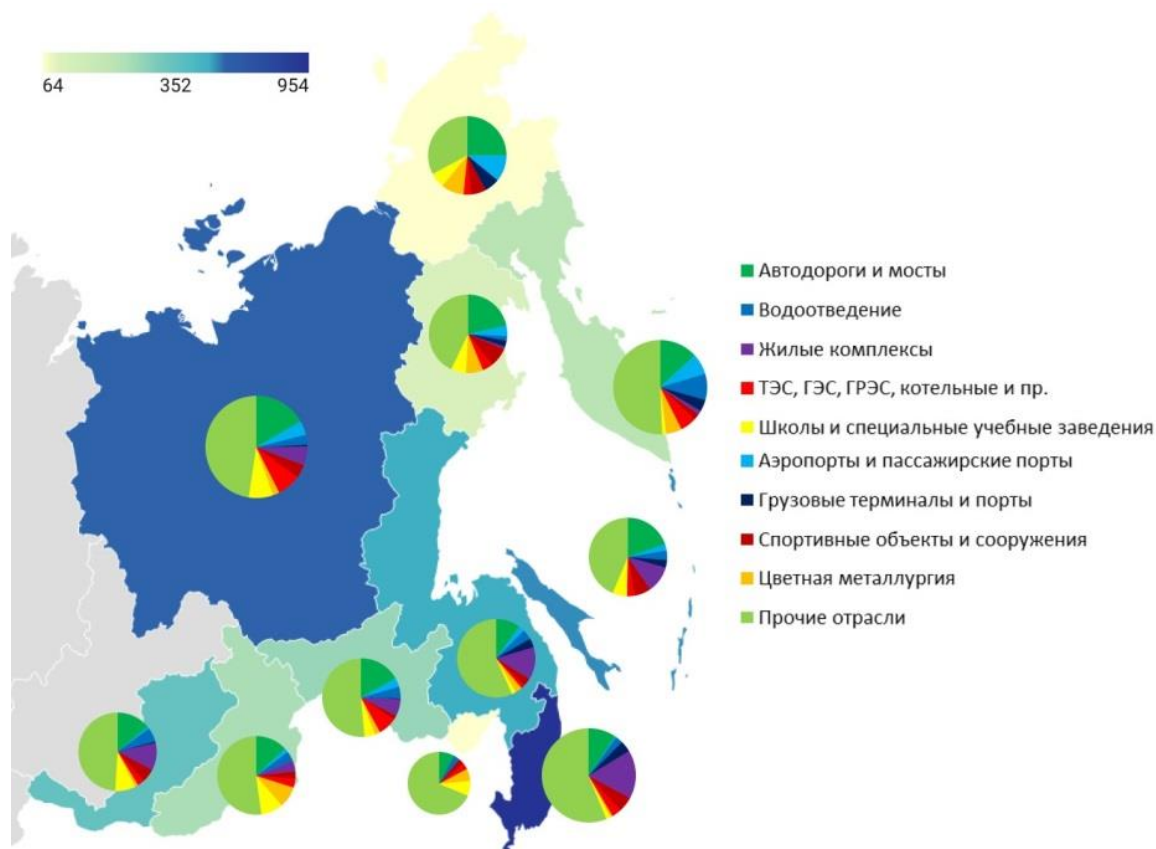 64 352 954
Автодороги и мосты
Водоотведение
Жилые комплексы
ТЭС, ГЭС, ГРЭС, котельные и пр.
Школы и специальные учебные заведения
Аэропорты и пассажирские порты
Грузовые терминалы и порты
Спортивные объекты и сооружения
Цветная металлургия
Прочие отрасли